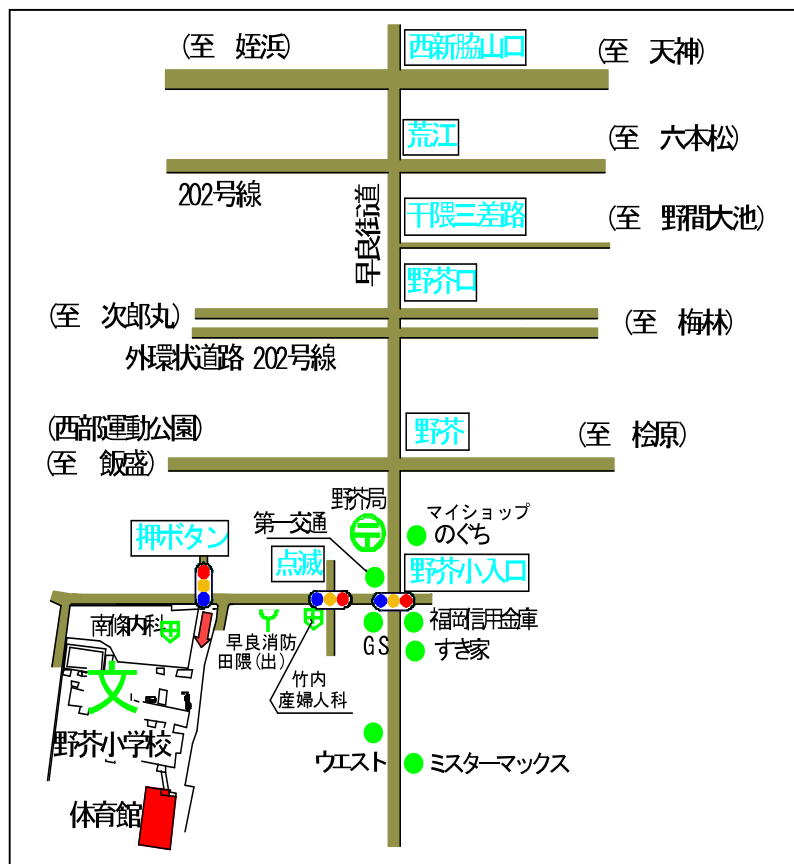 (至　姪浜)
西新脇山口
(至　天神)
荒江
(至　六本松)
202号線
早良街道
干隈三差路
(至　野間大池)
野芥口
(至　次郎丸)
(至　梅林)
外環状道路 202号線
(西部運動公園)
(至　飯盛)
野芥
(至　桧原)
野芥局
第一交通
マイショップ
のぐち
押ボタン
点滅
野芥小入口
南條内科
早良消防
田隈(出)
GS
福岡信用金庫
すき家
竹内
産婦人科
文
野芥小学校
ウエスト
ミスターマックス
体育館